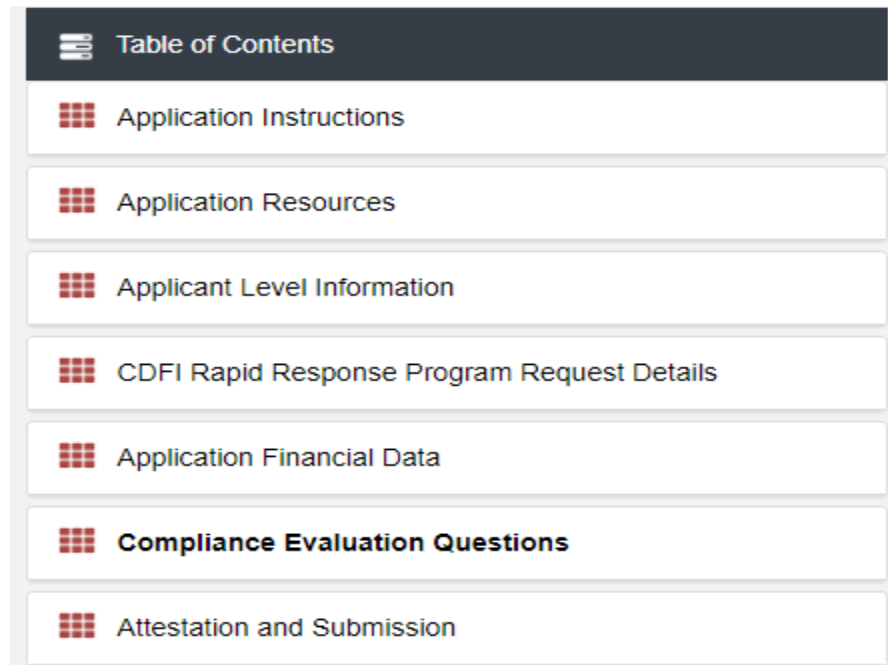 Table of Contents
Application Instructions
Application Resources
Applicant Level Information
CDFI Rapid Response Program Request Details
Application Financial Data
Compliance Evaluation Questions
Attestation and Submission